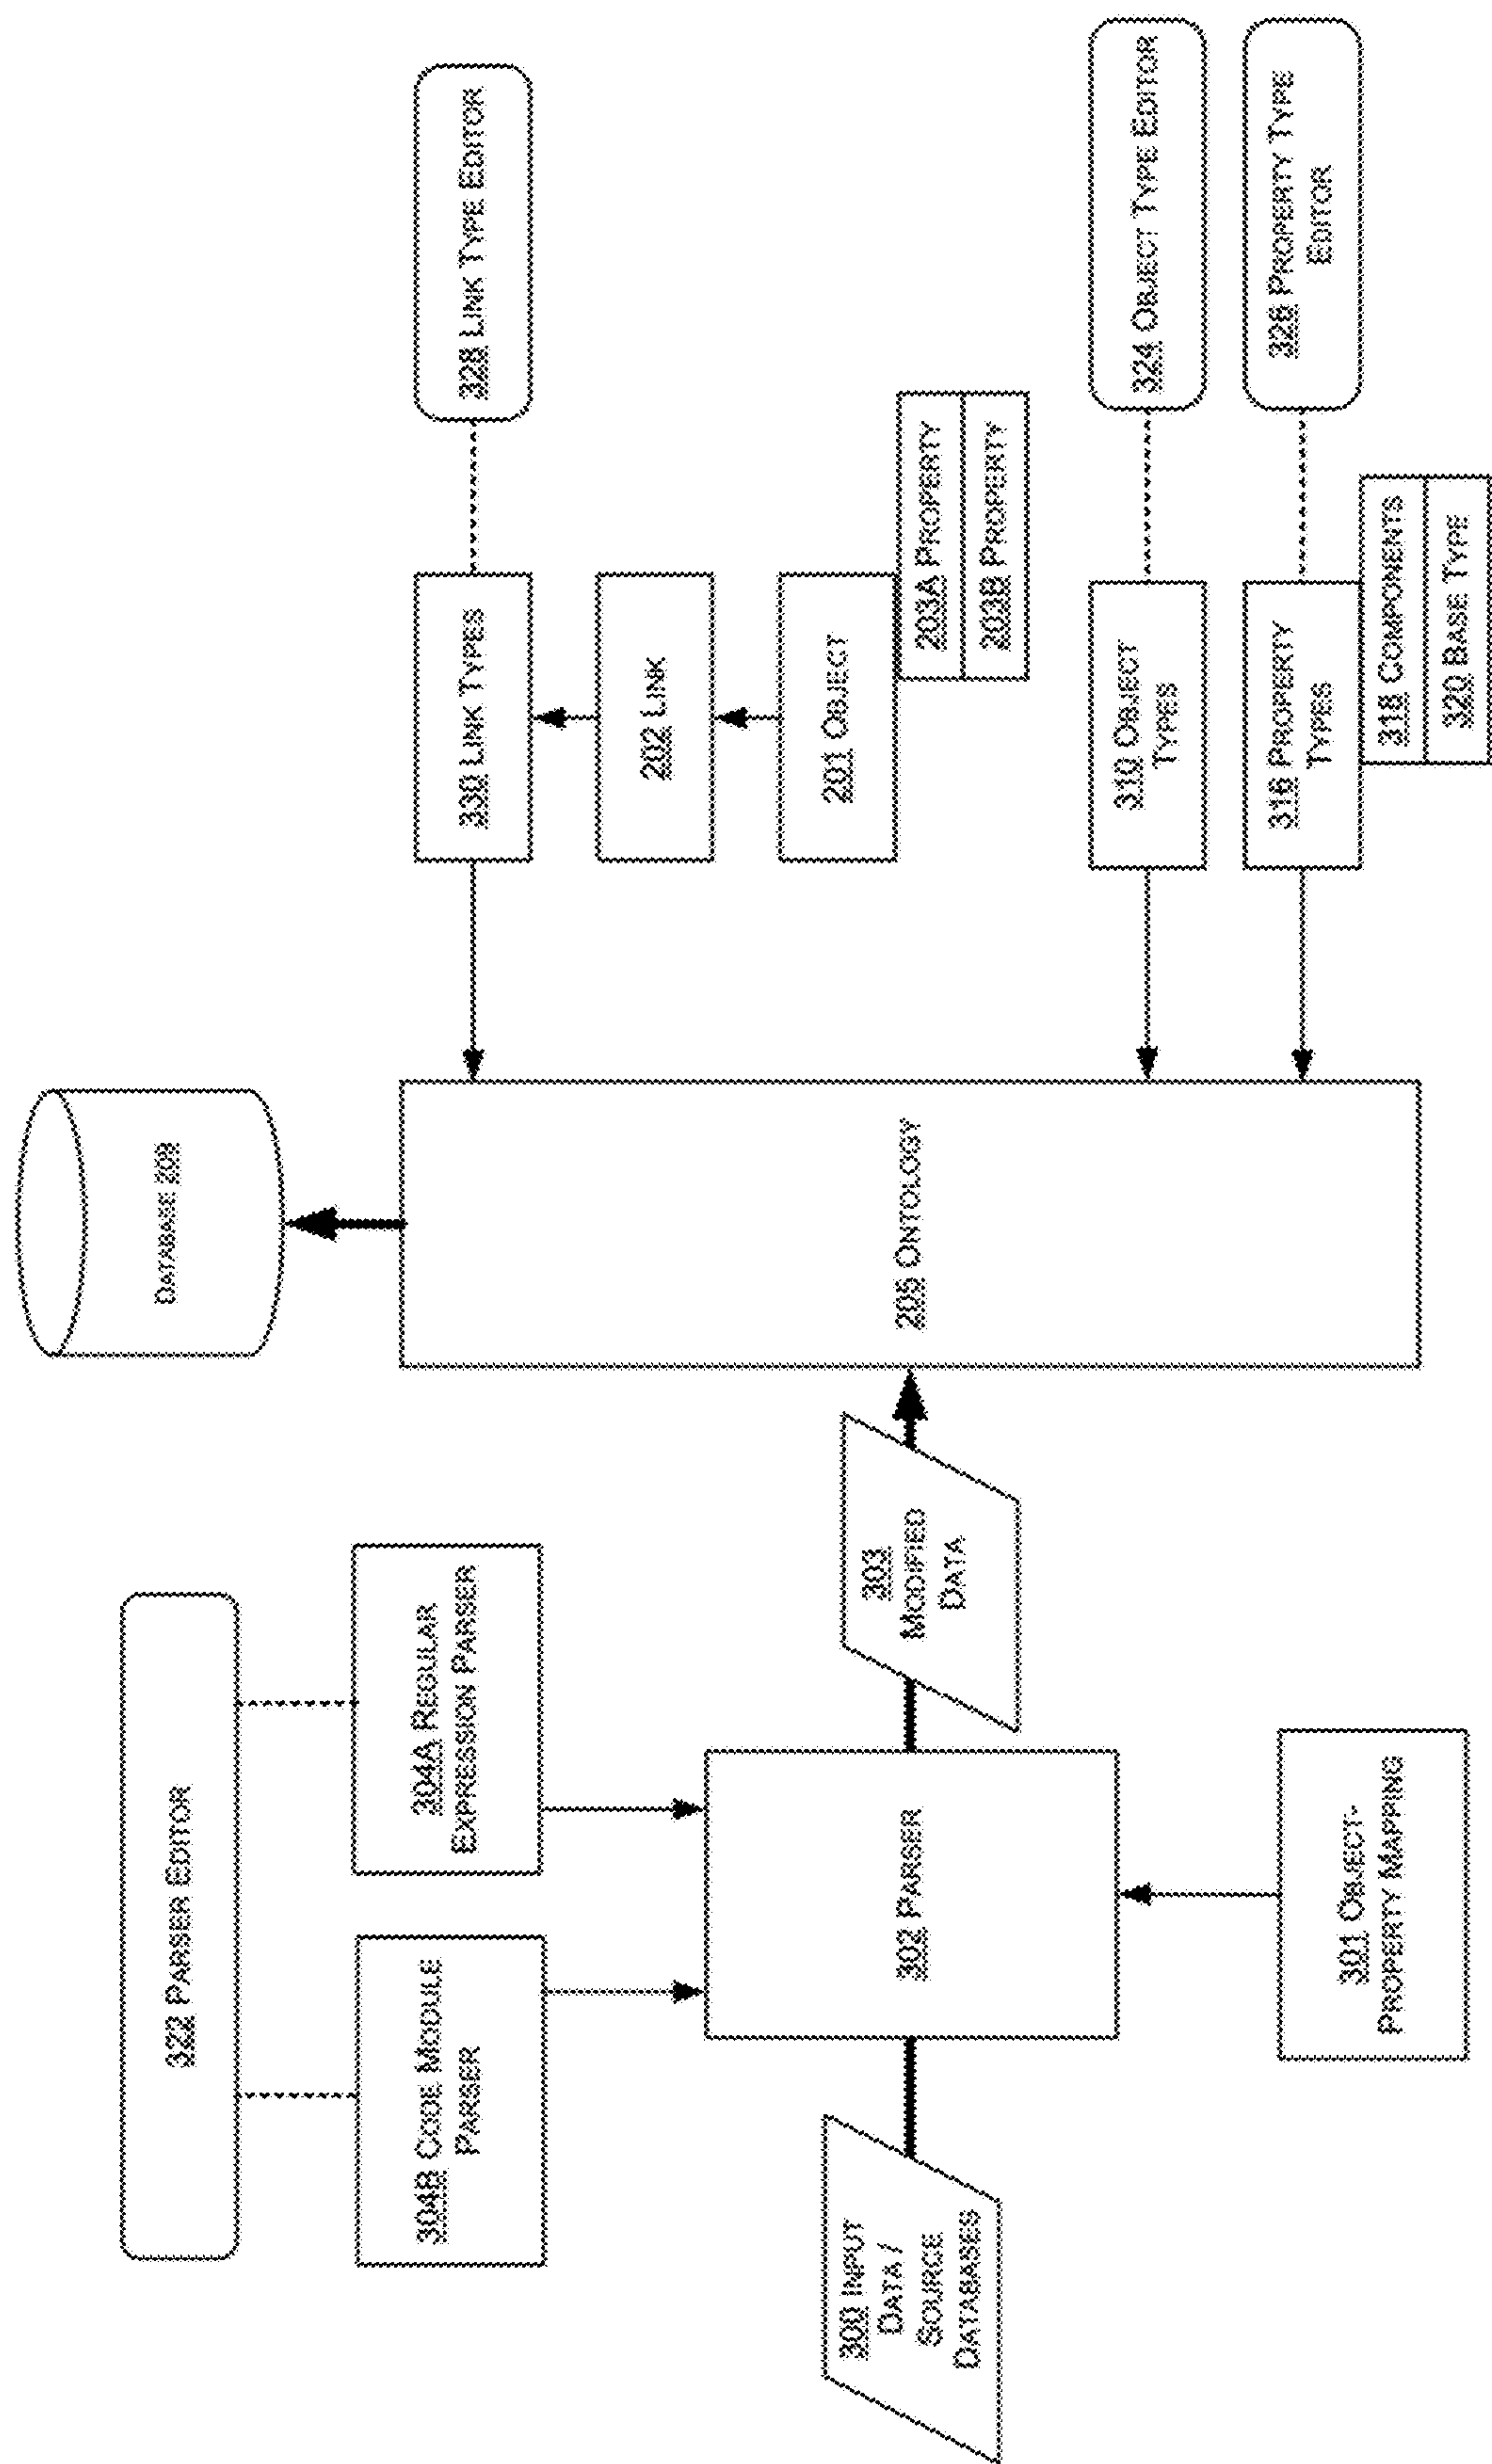 322 PARSER EDITOR
304B CODE MODULE
PARSER
304A REGULAR
EXPRESSION PARSER
300 INPUT
DATA /
SOURCE
DATABASES
302 PARSER
303
MODIFIED
DATA
301 OBJECT-
PROPERTY MAPPING
DATABASE 209
205 ONTOLOGY
330 LINK TYPES
328 LINK TYPE EDITOR
202 LINK
201 OBJECT
203A PROPERTY
203B PROPERTY
310 OBJECT
TYPES
324 OBJECT TYPE EDITOR
316 PROPERTY
TYPES
326 PROPERTY TYPE
EDITOR
318 COMPONENTS
320 BASE TYPE